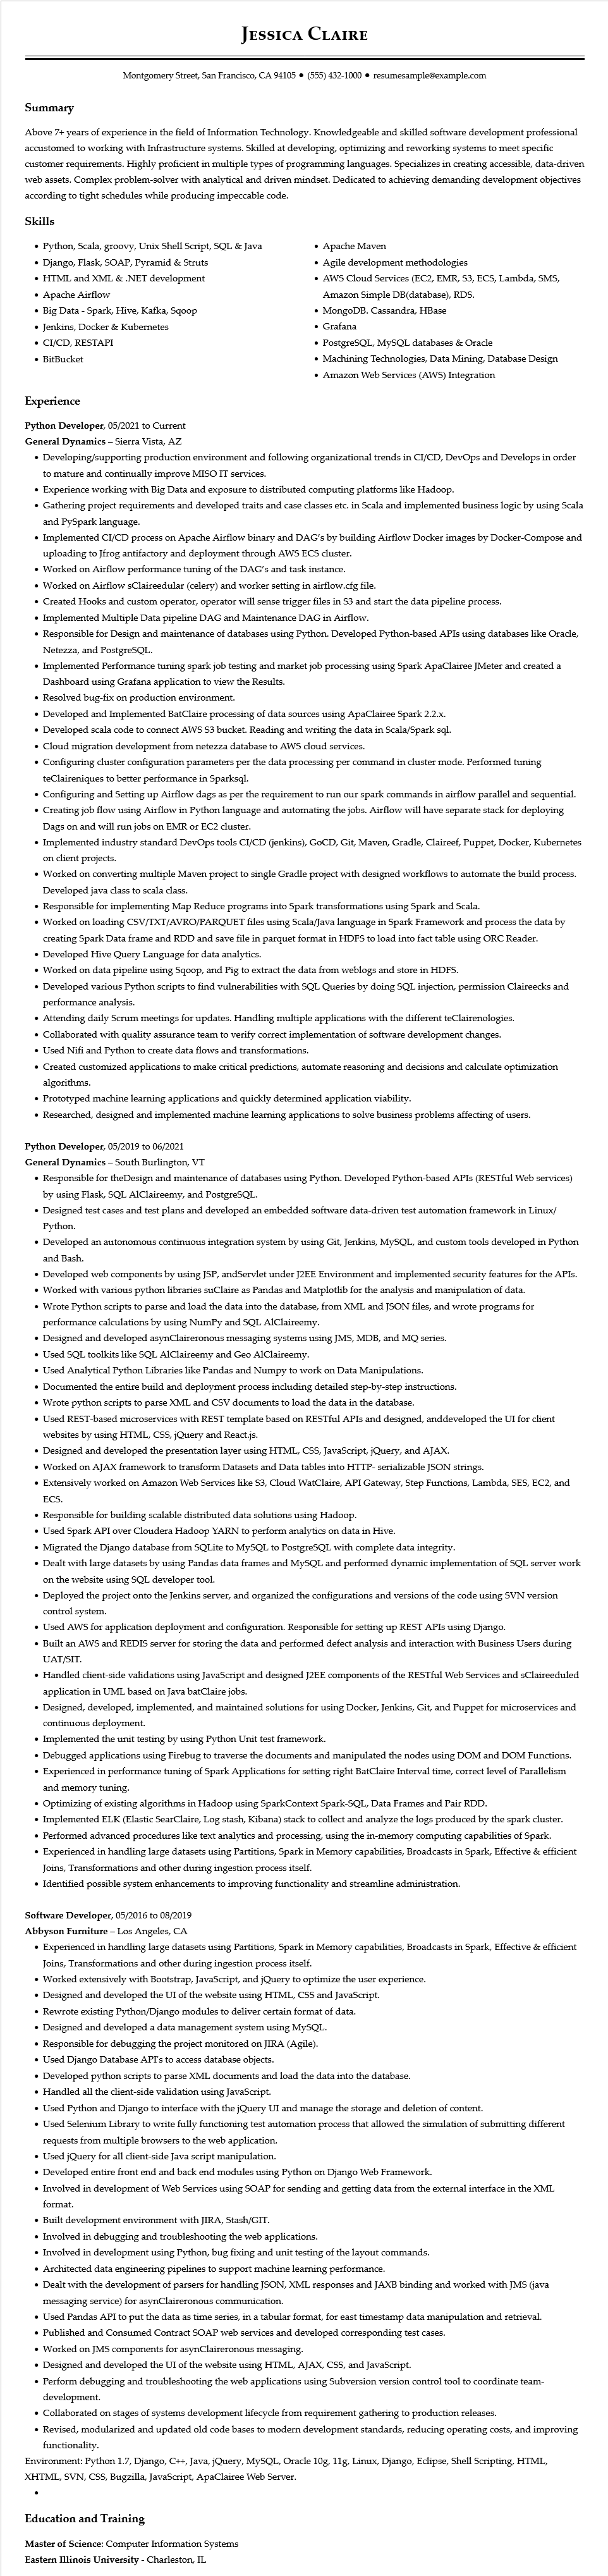 Jessica Claire
Montgomery Street, San Francisco, CA 94105 • (555) 432-1000 • resumesample@example.com
Summary
Above 7+ years of experience in the field of Information Technology. Knowledgeable and skilled software development professional
accustomed to working with Infrastructure systems. Skilled at developing, optimizing and reworking systems to meet specific
customer requirements. Highly proficient in multiple types of programming languages. Specializes in creating accessible, data-driven
web assets. Complex problem-solver with analytical and driven mindset. Dedicated to achieving demanding development objectives
according to tight schedules while producing impeccable code.
Skills
• Python, Scala, groovy, Unix Shell Script, SQL & Java
• Django, Flask, SOAP, Pyramid & Struts
• HTML and XML & .NET development
• Apache Airflow
• Big Data - Spark, Hive, Kafka, Sqoop
• Jenkins, Docker & Kubernetes
• CI/CD, RESTAPI
• BitBucket
• Apache Maven
• Agile development methodologies
• AWS Cloud Services (EC2, EMR, S3, ECS, Lambda, SMS,
Amazon Simple DB(database), RDS.
• MongoDB. Cassandra, HBase
• Grafana
• PostgreSQL, MySQL databases & Oracle
• Machining Technologies, Data Mining, Database Design
• Amazon Web Services (AWS) Integration
Experience
Python Developer, 05/2021 to Current
General Dynamics – Sierra Vista, AZ
• Developing/supporting production environment and following organizational trends in CI/CD, DevOps and Develops in order
to mature and continually improve MISO IT services.
• Experience working with Big Data and exposure to distributed computing platforms like Hadoop.
• Gathering project requirements and developed traits and case classes etc. in Scala and implemented business logic by using Scala
and PySpark language.
• Implemented CI/CD process on Apache Airflow binary and DAG's by building Airflow Docker images by Docker-Compose and
uploading to Jfrog antifactory and deployment through AWS ECS cluster.
• Worked on Airflow performance tuning of the DAG's and task instance.
• Worked on Airflow sClaireedular (celery) and worker setting in airflow.cfg file.
• Created Hooks and custom operator, operator will sense trigger files in S3 and start the data pipeline process.
• Implemented Multiple Data pipeline DAG and Maintenance DAG in Airflow.
• Responsible for Design and maintenance of databases using Python. Developed Python-based APIs using databases like Oracle,
Netezza, and PostgreSQL.
• Implemented Performance tuning spark job testing and market job processing using Spark ApaClairee JMeter and created a
Dashboard using Grafana application to view the Results.
• Resolved bug-fix on production environment.
• Developed and Implemented BatClaire processing of data sources using ApaClairee Spark 2.2.x.
• Developed scala code to connect AWS S3 bucket. Reading and writing the data in Scala/Spark sql.
• Cloud migration development from netezza database to AWS cloud services.
• Configuring cluster configuration parameters per the data processing per command in cluster mode. Performed tuning
teClaireniques to better performance in Sparksql.
• Configuring and Setting up Airflow dags as per the requirement to run our spark commands in airflow parallel and sequential.
• Creating job flow using Airflow in Python language and automating the jobs. Airflow will have separate stack for deploying
Dags on and will run jobs on EMR or EC2 cluster.
• Implemented industry standard DevOps tools CI/CD (jenkins), GoCD, Git, Maven, Gradle, Claireef, Puppet, Docker, Kubernetes
on client projects.
• Worked on converting multiple Maven project to single Gradle project with designed workflows to automate the build process.
Developed java class to scala class.
• Responsible for implementing Map Reduce programs into Spark transformations using Spark and Scala.
• Worked on loading CSV/TXT/AVRO/PARQUET files using Scala/Java language in Spark Framework and process the data by
creating Spark Data frame and RDD and save file in parquet format in HDFS to load into fact table using ORC Reader.
• Developed Hive Query Language for data analytics.
• Worked on data pipeline using Sqoop, and Pig to extract the data from weblogs and store in HDFS.
• Developed various Python scripts to find vulnerabilities with SQL Queries by doing SQL injection, permission Claireecks and
performance analysis.
• Attending daily Scrum meetings for updates. Handling multiple applications with the different teClairenologies.
• Collaborated with quality assurance team to verify correct implementation of software development changes.
• Used Nifi and Python to create data flows and transformations.
• Created customized applications to make critical predictions, automate reasoning and decisions and calculate optimization
algorithms.
• Prototyped machine learning applications and quickly determined application viability.
• Researched, designed and implemented machine learning applications to solve business problems affecting of users.
Python Developer, 05/2019 to 06/2021
General Dynamics – South Burlington, VT
• Responsible for theDesign and maintenance of databases using Python. Developed Python-based APIs (RESTful Web services)
by using Flask, SQL AlClaireemy, and PostgreSQL.
• Designed test cases and test plans and developed an embedded software data-driven test automation framework in Linux/
Python.
• Developed an autonomous continuous integration system by using Git, Jenkins, MySQL, and custom tools developed in Python
and Bash.
• Developed web components by using JSP, andServlet under J2EE Environment and implemented security features for the APIs.
• Worked with various python libraries suClaire as Pandas and Matplotlib for the analysis and manipulation of data.
• Wrote Python scripts to parse and load the data into the database, from XML and JSON files, and wrote programs for
performance calculations by using NumPy and SQL AlClaireemy.
• Designed and developed asynClaireronous messaging systems using JMS, MDB, and MQ series.
• Used SQL toolkits like SQL AlClaireemy and Geo AlClaireemy.
• Used Analytical Python Libraries like Pandas and Numpy to work on Data Manipulations.
• Documented the entire build and deployment process including detailed step-by-step instructions.
• Wrote python scripts to parse XML and CSV documents to load the data in the database.
• Used REST-based microservices with REST template based on RESTful APIs and designed, anddeveloped the UI for client
websites by using HTML, CSS, jQuery and React.js.
• Designed and developed the presentation layer using HTML, CSS, JavaScript, jQuery, and AJAX.
• Worked on AJAX framework to transform Datasets and Data tables into HTTP- serializable JSON strings.
• Extensively worked on Amazon Web Services like S3, Cloud WatClaire, API Gateway, Step Functions, Lambda, SES, EC2, and
ECS.
• Responsible for building scalable distributed data solutions using Hadoop.
• Used Spark API over Cloudera Hadoop YARN to perform analytics on data in Hive.
• Migrated the Django database from SQLite to MySQL to PostgreSQL with complete data integrity.
• Dealt with large datasets by using Pandas data frames and MySQL and performed dynamic implementation of SQL server work
on the website using SQL developer tool.
• Deployed the project onto the Jenkins server, and organized the configurations and versions of the code using SVN version
control system.
• Used AWS for application deployment and configuration. Responsible for setting up REST APIs using Django.
• Built an AWS and REDIS server for storing the data and performed defect analysis and interaction with Business Users during
UAT/SIT.
• Handled client-side validations using JavaScript and designed J2EE components of the RESTful Web Services and sClaireeduled
application in UML based on Java batClaire jobs.
• Designed, developed, implemented, and maintained solutions for using Docker, Jenkins, Git, and Puppet for microservices and
continuous deployment.
• Implemented the unit testing by using Python Unit test framework.
• Debugged applications using Firebug to traverse the documents and manipulated the nodes using DOM and DOM Functions.
• Experienced in performance tuning of Spark Applications for setting right BatClaire Interval time, correct level of Parallelism
and memory tuning.
• Optimizing of existing algorithms in Hadoop using SparkContext Spark-SQL, Data Frames and Pair RDD.
• Implemented ELK (Elastic SearClaire, Log stash, Kibana) stack to collect and analyze the logs produced by the spark cluster.
• Performed advanced procedures like text analytics and processing, using the in-memory computing capabilities of Spark.
• Experienced in handling large datasets using Partitions, Spark in Memory capabilities, Broadcasts in Spark, Effective & efficient
Joins, Transformations and other during ingestion process itself.
• Identified possible system enhancements to improving functionality and streamline administration.
Software Developer, 05/2016 to 08/2019
Abbyson Furniture – Los Angeles, CA
• Experienced in handling large datasets using Partitions, Spark in Memory capabilities, Broadcasts in Spark, Effective & efficient
Joins, Transformations and other during ingestion process itself.
• Worked extensively with Bootstrap, JavaScript, and jQuery to optimize the user experience.
• Designed and developed the UI of the website using HTML, CSS and JavaScript.
• Rewrote existing Python/Django modules to deliver certain format of data.
• Designed and developed a data management system using MySQL.
• Responsible for debugging the project monitored on JIRA (Agile).
• Used Django Database API's to access database objects.
• Developed python scripts to parse XML documents and load the data into the database.
• Handled all the client-side validation using JavaScript.
• Used Python and Django to interface with the jQuery UI and manage the storage and deletion of content.
• Used Selenium Library to write fully functioning test automation process that allowed the simulation of submitting different
requests from multiple browsers to the web application.
• Used jQuery for all client-side Java script manipulation.
• Developed entire front end and back end modules using Python on Django Web Framework.
• Involved in development of Web Services using SOAP for sending and getting data from the external interface in the XML
format.
• Built development environment with JIRA, Stash/GIT.
• Involved in debugging and troubleshooting the web applications.
• Involved in development using Python, bug fixing and unit testing of the layout commands.
• Architected data engineering pipelines to support machine learning performance.
• Dealt with the development of parsers for handling JSON, XML responses and JAXB binding and worked with JMS (java
messaging service) for asynClaireronous communication.
• Used Pandas API to put the data as time series, in a tabular format, for east timestamp data manipulation and retrieval.
• Published and Consumed Contract SOAP web services and developed corresponding test cases.
• Worked on JMS components for asynClaireronous messaging.
• Designed and developed the UI of the website using HTML, AJAX, CSS, and JavaScript.
• Perform debugging and troubleshooting the web applications using Subversion version control tool to coordinate team-
development.
• Collaborated on stages of systems development lifecycle from requirement gathering to production releases.
• Revised, modularized and updated old code bases to modern development standards, reducing operating costs, and improving
functionality.
Environment: Python 1.7, Django, C++, Java, jQuery, MySQL, Oracle 10g, 11g, Linux, Django, Eclipse, Shell Scripting, HTML,
XHTML, SVN, CSS, Bugzilla, JavaScript, ApaClairee Web Server.
•
Education and Training
Master of Science: Computer Information Systems
Eastern Illinois University - Charleston, IL